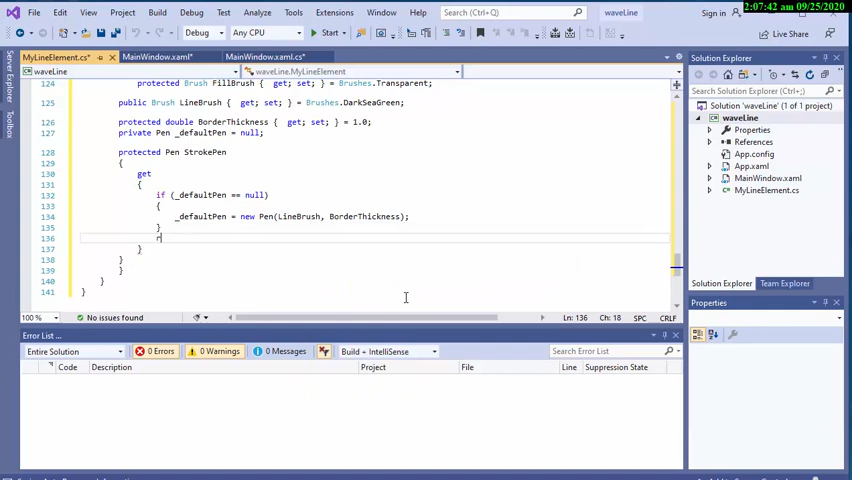 2:07:42 am 09/25/2020
File Edit View Project Build Debug Test Analyze Tools Extensions Window Help Search (Ctrl+Q) waveLine Sign in
Debug Any CPU Start Live Share
Server Explorer
Toolbox
MyLineElement.cs* MainWindow.xaml* MainWindow.xaml.cs*
waveLine waveLine.MyLineElement
124 protected Brush FillBrush { get; set; } = Brushes.Transparent;
125 public Brush LineBrush { get; set; } = Brushes.DarkSeaGreen;
126 protected double BorderThickness { get; set; } = 1.0;
127 private Pen _defaultPen = null;
128 protected Pen StrokePen
129 {
130 get
131 {
132 if (_defaultPen == null)
133 {
134 _defaultPen = new Pen(LineBrush, BorderThickness);
135 }
136 r
137 }
138 }
139 }
140 }
141 }
100 % No issues found Ln: 136 Ch: 18 SPC CRLF
Error List ...
Entire Solution 0 Errors 0 Warnings 0 Messages Build + IntelliSense Search Error List
Code Description Project File Line Suppression State
Solution Explorer
Search Solution Explorer (Ctrl+;)
Solution 'waveLine' (1 of 1 project)
waveLine
Properties
References
App.config
App.xaml
MainWindow.xaml
MyLineElement.cs
Solution Explorer Team Explorer
Properties